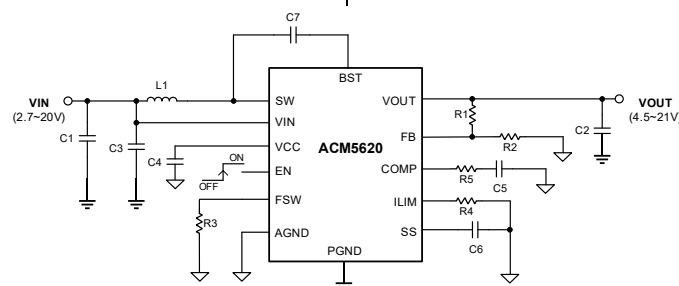 C7
BST
L1
VIN
(2.7~20V)
SW
VOUT
VOUT
(4.5~21V)
R1
C1
VIN
C2
C3
FB
R2
VCC
ACM5620
C4
ON
EN
OFF
COMP
R5
C5
FSW
ILIM
R4
R3
AGND
SS
C6
PGND